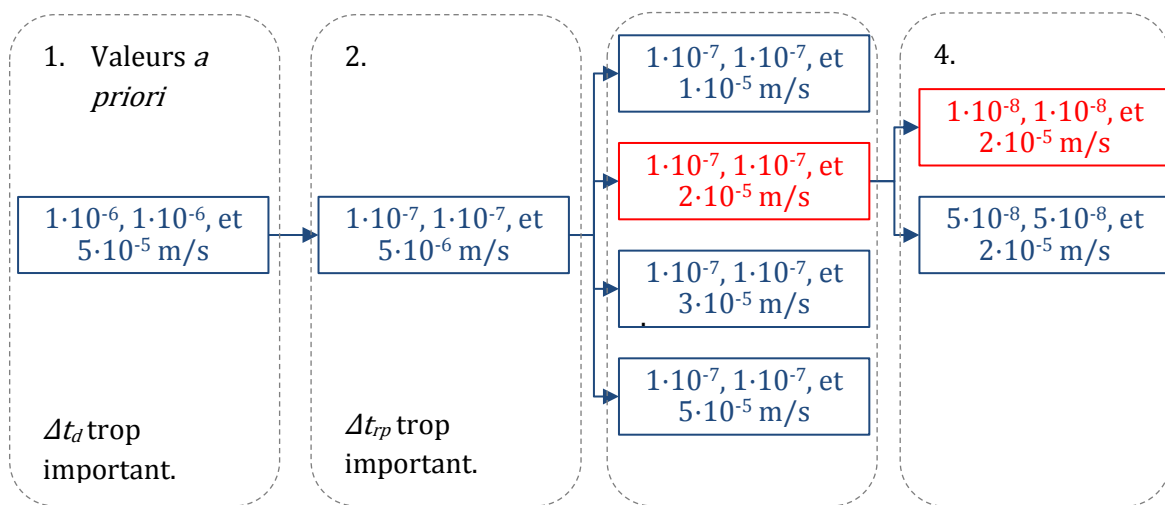 1. Valeurs a
priori
1·10⁻⁶, 1·10⁻⁶, et
5·10⁻⁵ m/s
Δt_d trop
important.
2.
1·10⁻⁷, 1·10⁻⁷, et
5·10⁻⁶ m/s
Δt_rp trop
important.
1·10⁻⁷, 1·10⁻⁷, et
1·10⁻⁵ m/s
1·10⁻⁷, 1·10⁻⁷, et
2·10⁻⁵ m/s
1·10⁻⁷, 1·10⁻⁷, et
3·10⁻⁵ m/s
.
1·10⁻⁷, 1·10⁻⁷, et
5·10⁻⁵ m/s
4.
1·10⁻⁸, 1·10⁻⁸, et
2·10⁻⁵ m/s
5·10⁻⁸, 5·10⁻⁸, et
2·10⁻⁵ m/s